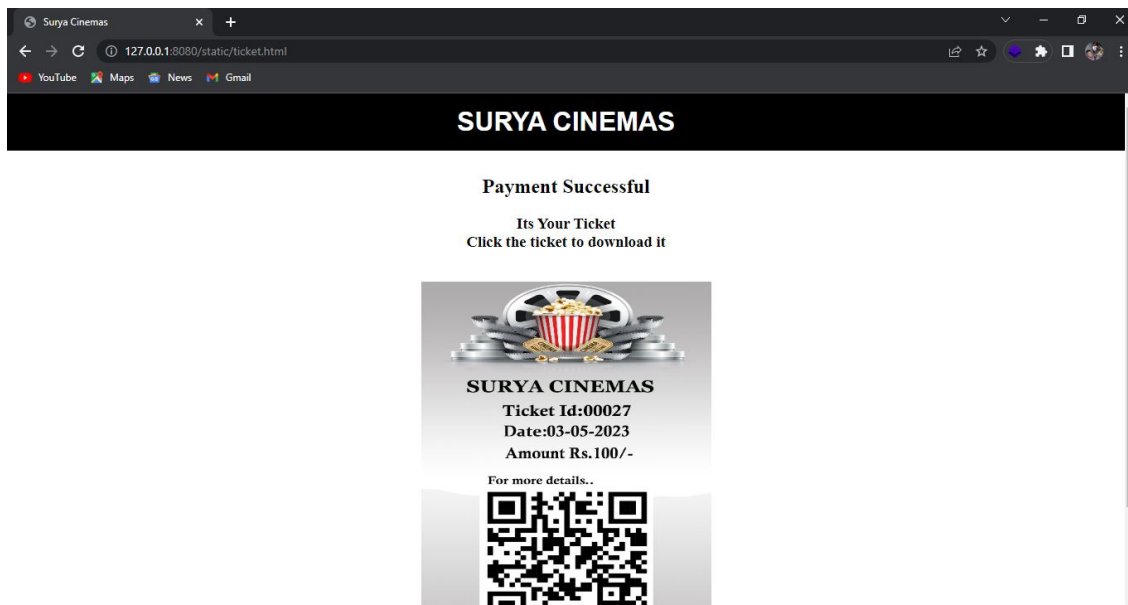 Surya Cinemas
127.0.0.1:8080/static/ticket.html
YouTube Maps News Gmail
SURYA CINEMAS
Payment Successful
Its Your Ticket
Click the ticket to download it
SURYA CINEMAS
Ticket Id:00027
Date:03-05-2023
Amount Rs.100/-
For more details..